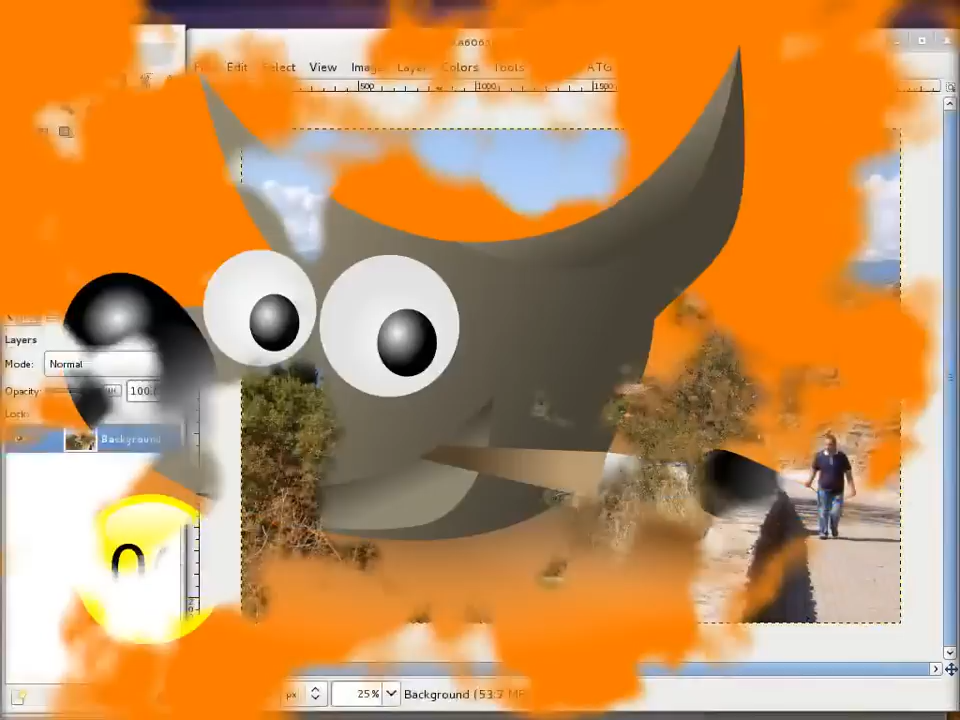 Edit Select View Image Layer Colors Tools
500 1000 1500
Layers
Mode: Normal
Opacity: 100
Lock:
Background
px 25% Background (53.7 MB